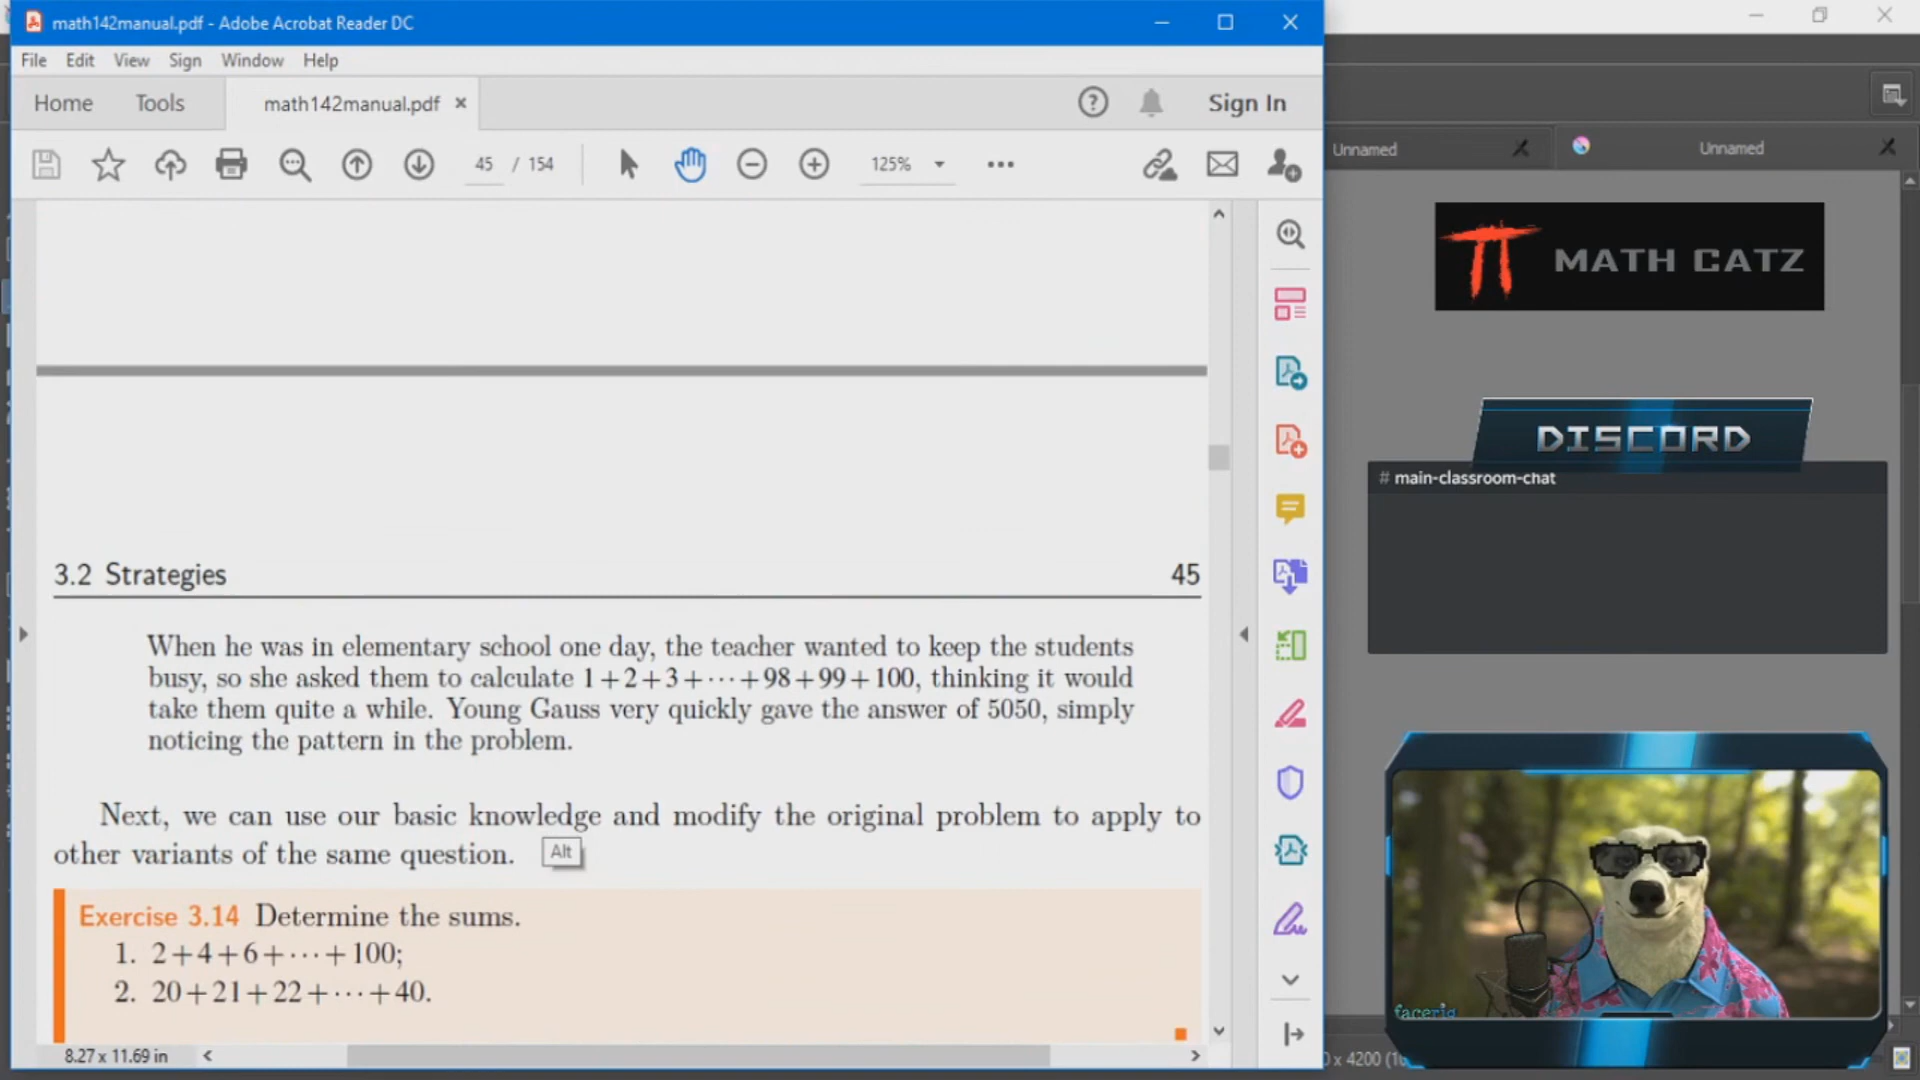 math142manual.pdf - Adobe Acrobat Reader DC
File Edit View Sign Window Help
Home Tools math142manual.pdf × Sign In
45 / 154 125%
Unnamed Unnamed
π MATH CATZ
DISCORD
# main-classroom-chat
3.2 Strategies 45
When he was in elementary school one day, the teacher wanted to keep the students
busy, so she asked them to calculate 1+2+3+···+98+99+100, thinking it would
take them quite a while. Young Gauss very quickly gave the answer of 5050, simply
noticing the pattern in the problem.
Next, we can use our basic knowledge and modify the original problem to apply to
other variants of the same question.
Alt
Exercise 3.14 Determine the sums.
1. 2+4+6+···+100;
2. 20+21+22+···+40.
8.27 x 11.69 in
facerig
x 4200